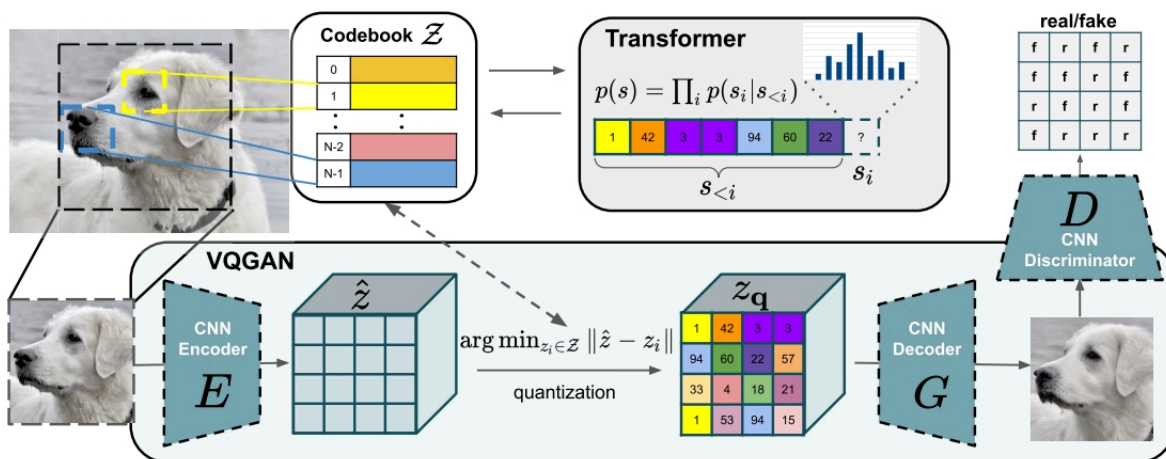 Codebook 𝒵
0
1
N-2
N-1
Transformer
p(s) = ∏ᵢ p(sᵢ|s<ᵢ)
1 42 3 3 94 60 22 ?
s<ᵢ sᵢ
real/fake
f r f r
f f r f
r f r f
f r r r
D
CNN
Discriminator
VQGAN
CNN
Encoder
E
ẑ
arg min_{zᵢ∈𝒵} ‖ẑ − zᵢ‖
quantization
z_q
1 42 3 3
94 60 22 57
33 4 18 21
1 53 94 15
CNN
Decoder
G